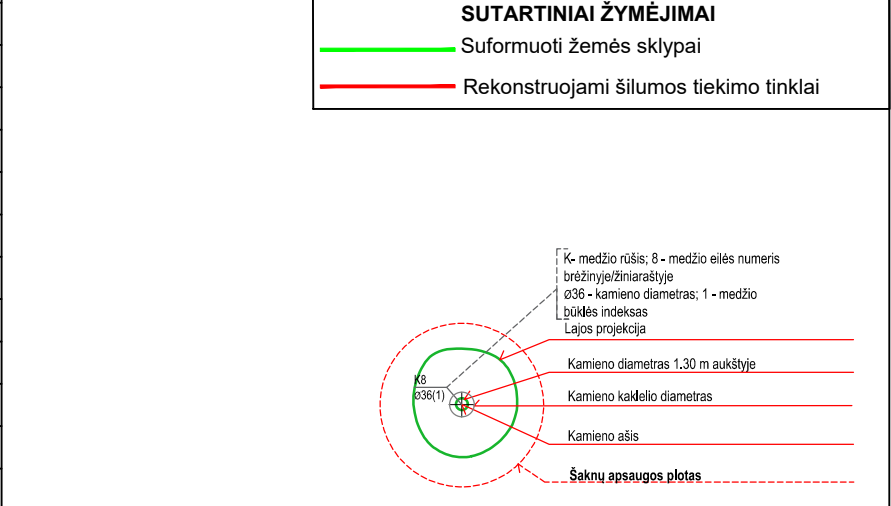 SUTARTINIAI ŽYMĖJIMAI
Suformuoti žemės sklypai
Rekonstruojami šilumos tiekimo tinklai
K- medžio rūšis; 8 - medžio eilės numeris
brėžinyje/žiniaraštyje
ø36 - kamieno diametras; 1 - medžio
būklės indeksas
Lajos projekcija
Kamieno diametras 1.30 m aukštyje
K8
ø36(1)
Kamieno kaklelio diametras
Kamieno ašis
Šaknų apsaugos plotas